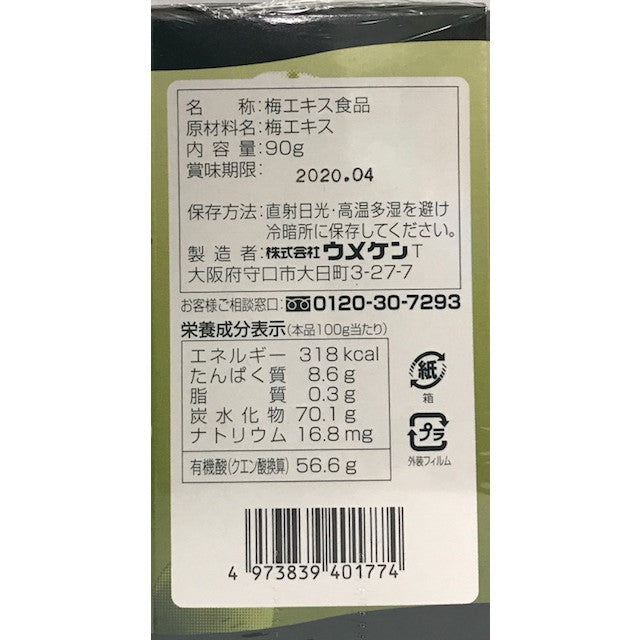 名 称:梅エキス食品
原材料名:梅エキス
内容量:90g
賞味期限: 2020.04
保存方法:直射日光・高温多湿を避け
冷暗所に保存してください。
製造者:株式会社ウメケンT
大阪府守口市大日町3-27-7
お客様ご相談窓口:0120-30-7293
栄養成分表示(本品100g当たり)
エネルギー 318kcal
たんぱく質 8.6g
脂質 0.3g
炭水化物 70.1g
ナトリウム 16.8mg
有機酸(クエン酸換算) 56.6g
紙
箱
プラ
外装フィルム
4 973839 401774